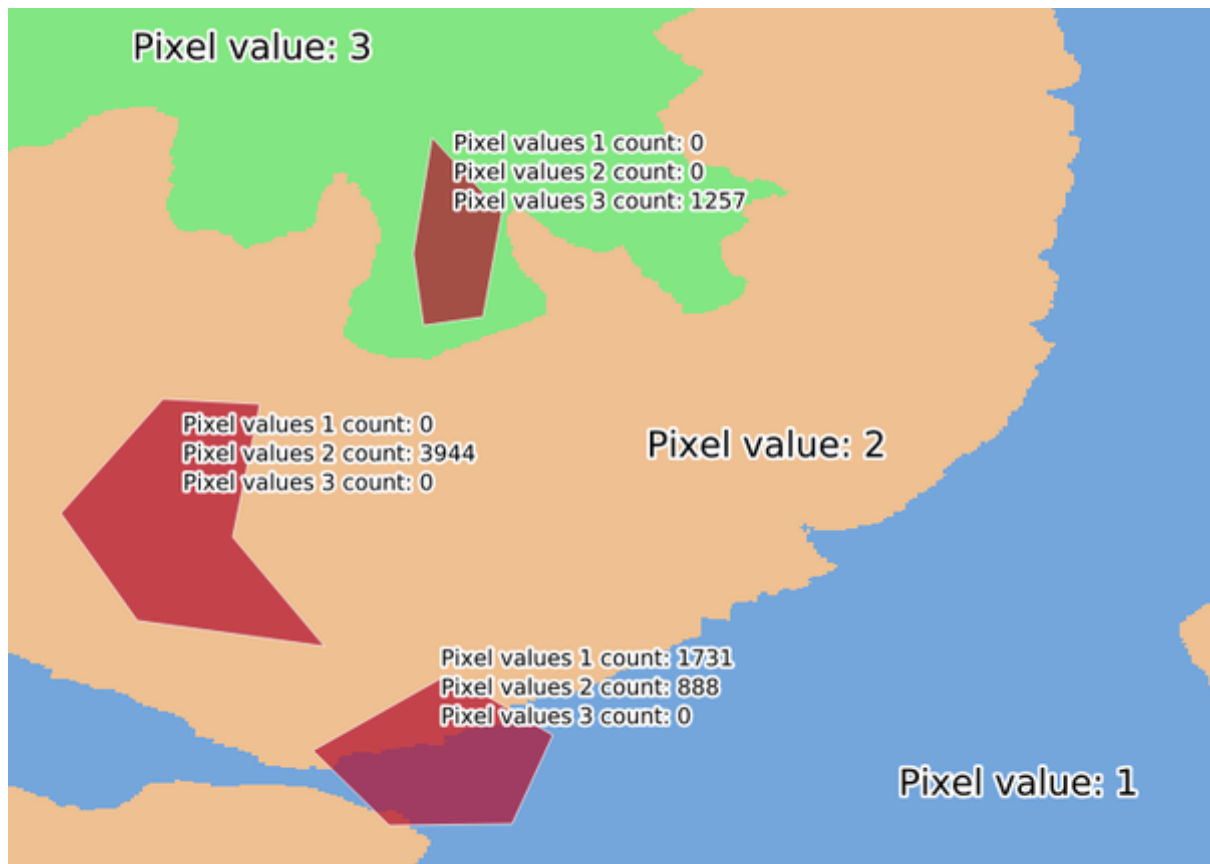 Pixel value: 3
Pixel values 1 count: 0
Pixel values 2 count: 0
Pixel values 3 count: 1257
Pixel values 1 count: 0
Pixel values 2 count: 3944
Pixel values 3 count: 0
Pixel value: 2
Pixel values 1 count: 1731
Pixel values 2 count: 888
Pixel values 3 count: 0
Pixel value: 1